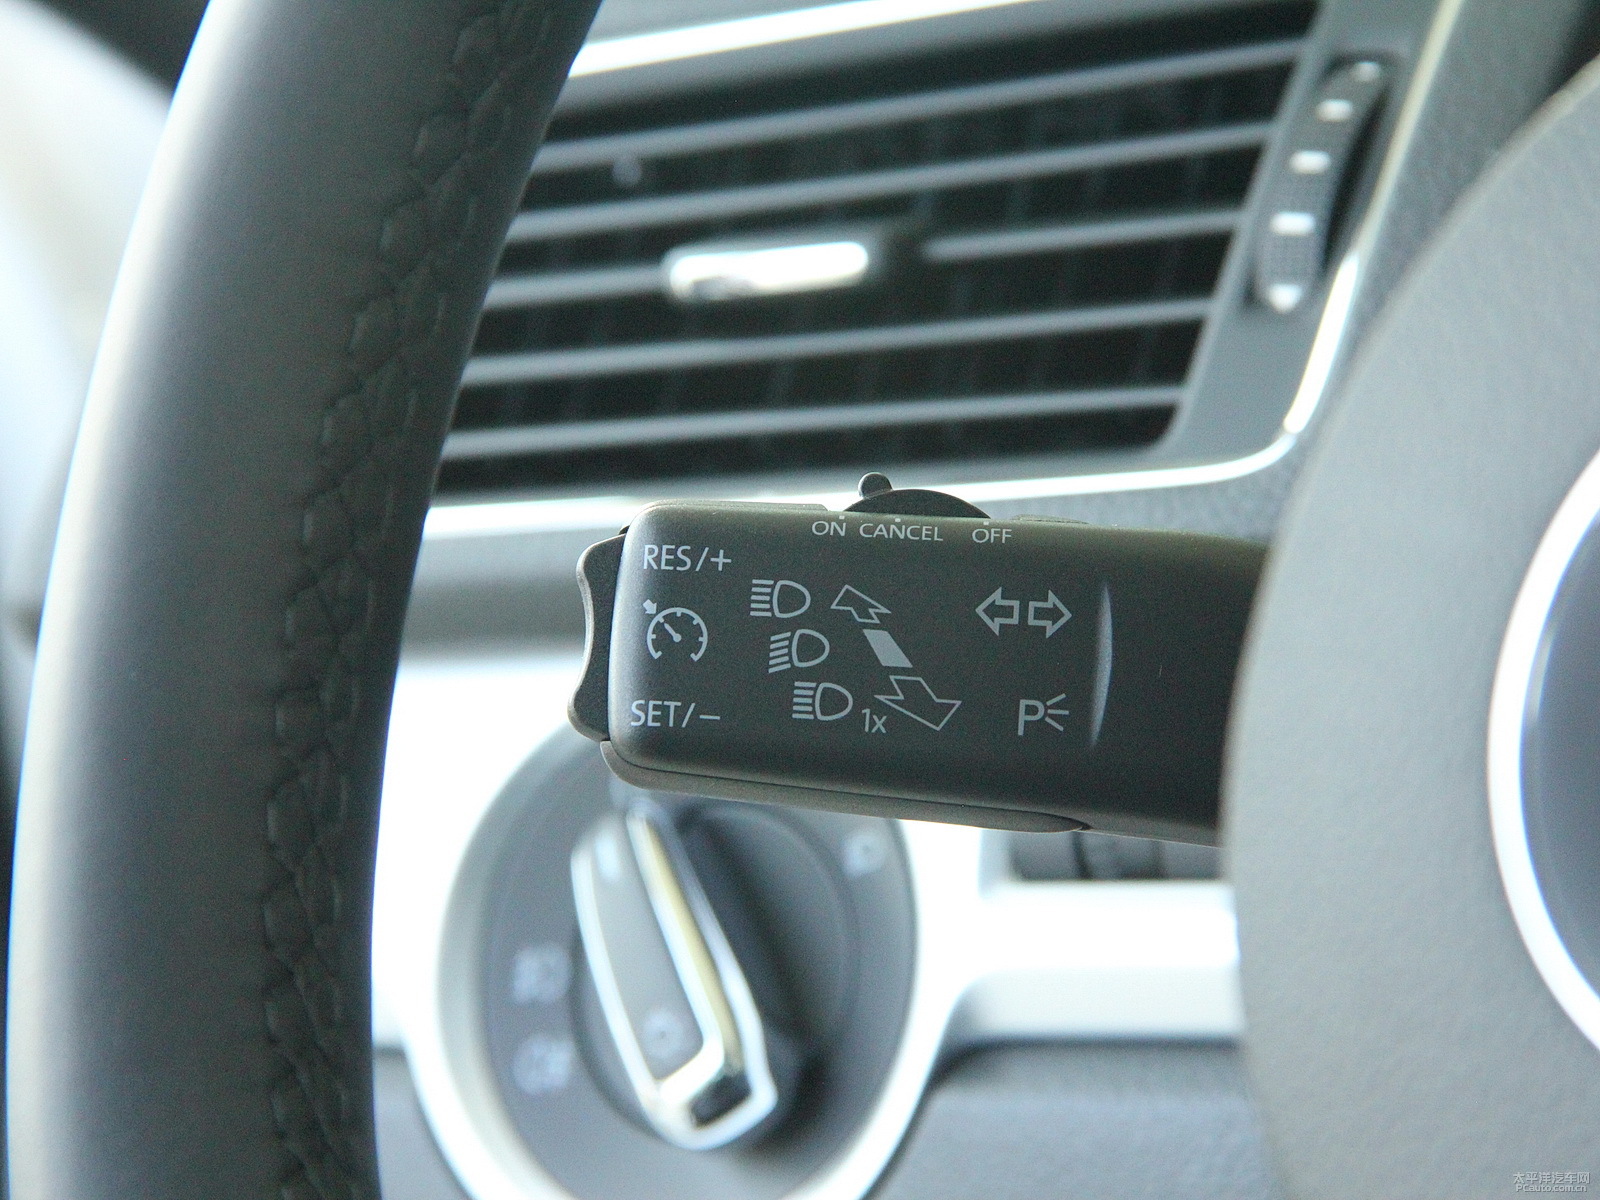 ON CANCEL OFF
RES/+
SET/−
1x
P
太平洋汽车网
PCauto.com.cn